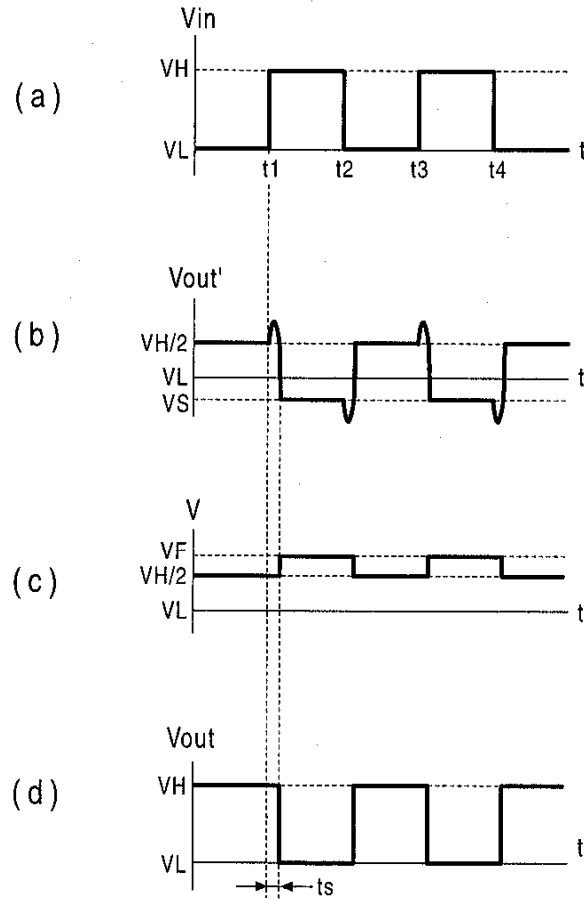 Vin
(a)
VH
VL
t1 t2 t3 t4 t
Vout'
(b)
VH/2
VL
VS
t
V
(c)
VF
VH/2
VL
t
Vout
(d)
VH
VL
t
ts